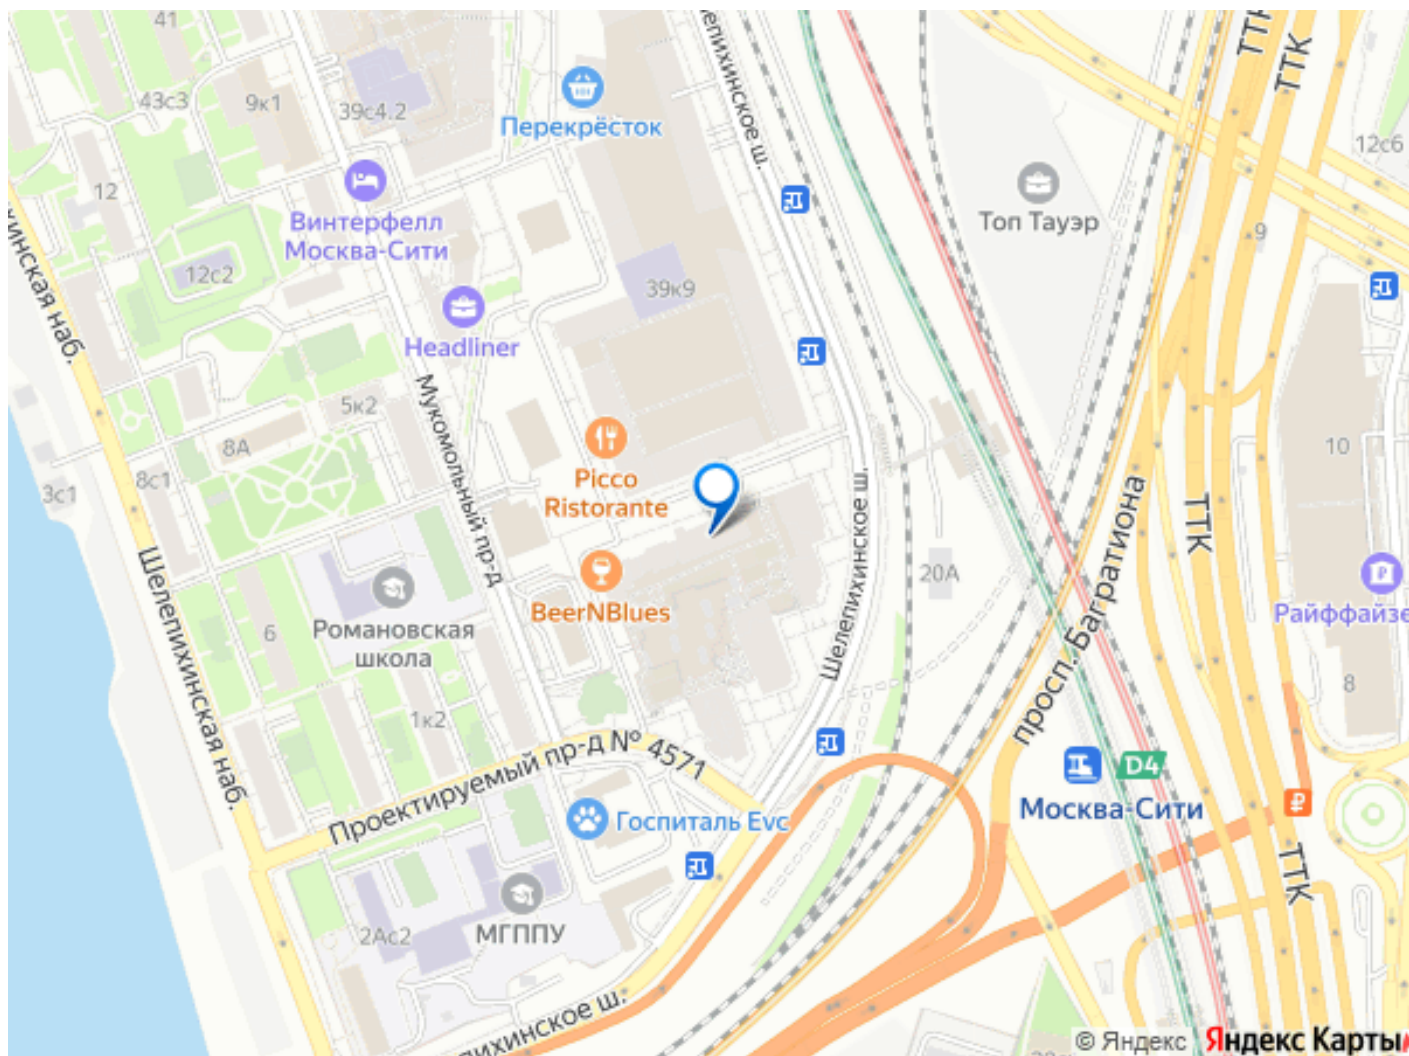 41
43с3
9к1
39с4.2
Перекрёсток
Шелепихинское ш.
ТТК
ТТК
12с6
12
Винтерфелл
Москва-Сити
Топ Тауэр
9
12с2
39к9
Headliner
5к2
Мукомольный пр-д
8А
8с1
3с1
Picco
Ristorante
10
Шелепихинское ш.
просп. Багратиона
ТТК
20А
BeerNBlues
Шелепихинская наб.
Романовская
школа
6
8
1к2
Проектируемый пр-д № 4571
D4
Москва-Сити
₽
Госпиталь Evc
ТТК
2Ас2
МГППУ
© Яндекс Яндекс Карты